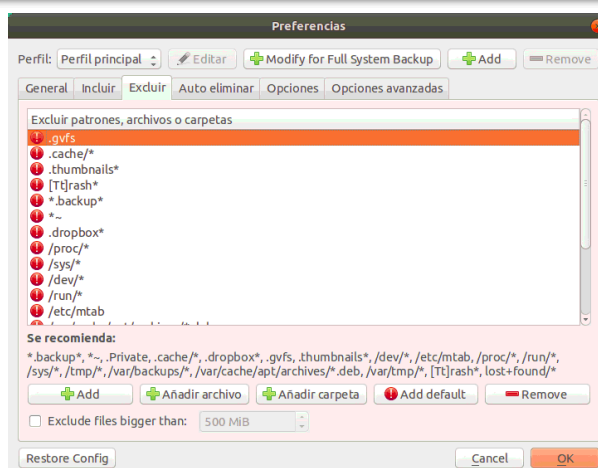 Preferencias
Perfil: Perfil principal Editar Modify for Full System Backup Add Remove
General Incluir Excluir Auto eliminar Opciones Opciones avanzadas
Excluir patrones, archivos o carpetas
.gvfs
.cache/*
.thumbnails*
[Tt]rash*
*.backup*
*~
.dropbox*
/proc/*
/sys/*
/dev/*
/run/*
/etc/mtab
Se recomienda:
*.backup*, *~, .Private, .cache/*, .dropbox*, .gvfs, .thumbnails*, /dev/*, /etc/mtab, /proc/*, /run/*,
/sys/*, /tmp/*, /var/backups/*, /var/cache/apt/archives/*.deb, /var/tmp/*, [Tt]rash*, lost+found/*
Add Añadir archivo Añadir carpeta Add default Remove
Exclude files bigger than: 500 MiB
Restore Config Cancel OK